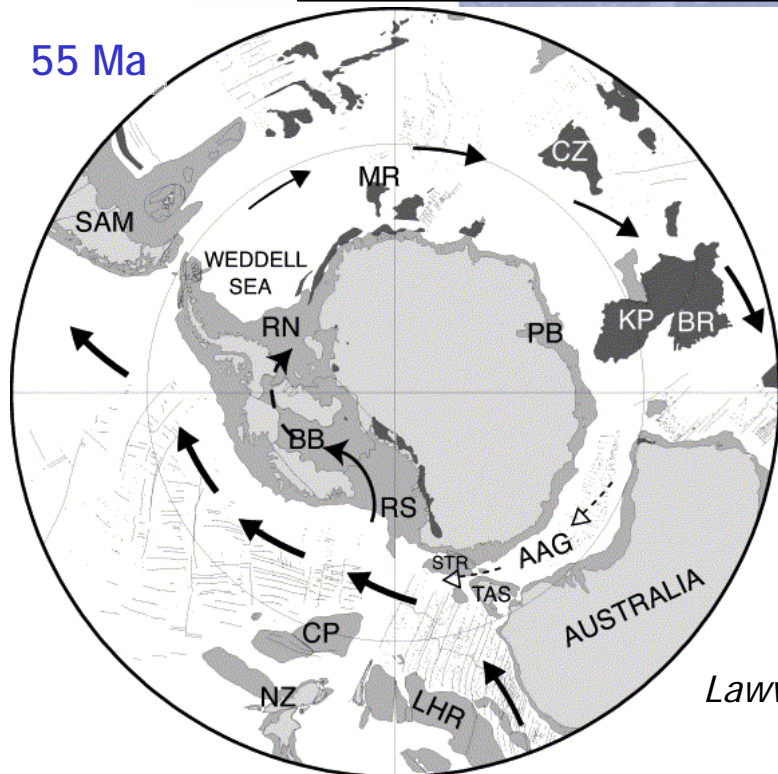 55 Ma
CZ
MR
SAM
WEDDELL
SEA
RN
PB
KP
BR
BB
RS
AAG
STR
TAS
AUSTRALIA
CP
NZ
LHR